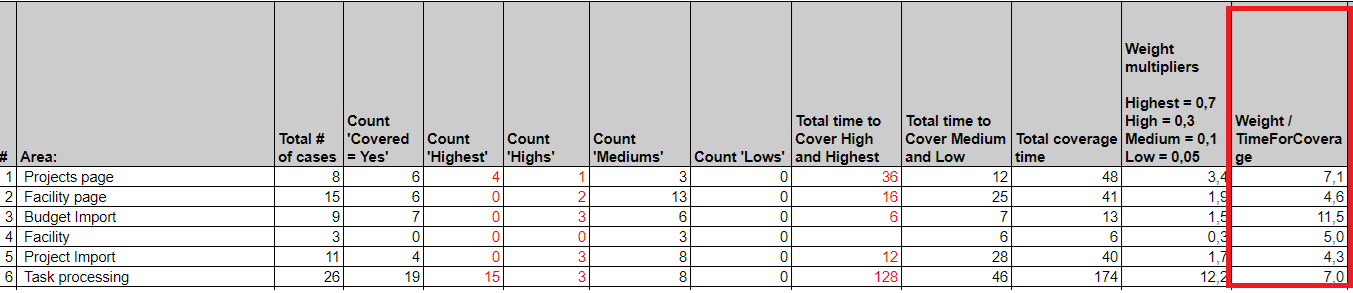 # Area: Total # of cases Count 'Covered = Yes' Count 'Highest' Count 'Highs' Count 'Mediums' Count 'Lows' Total time to Cover High and Highest Total time to Cover Medium and Low Total coverage time Weight multipliers Highest = 0,7 High = 0,3 Medium = 0,1 Low = 0,05 Weight / TimeForCoverage
1 Projects page 8 6 4 1 3 0 36 12 48 3,4 7,1
2 Facility page 15 6 0 2 13 0 16 25 41 1,9 4,6
3 Budget Import 9 7 0 3 6 0 6 7 13 1,5 11,5
4 Facility 3 0 0 0 3 0 6 6 0,3 5,0
5 Project Import 11 4 0 3 8 0 12 28 40 1,7 4,3
6 Task processing 26 19 15 3 8 0 128 46 174 12,2 7,0